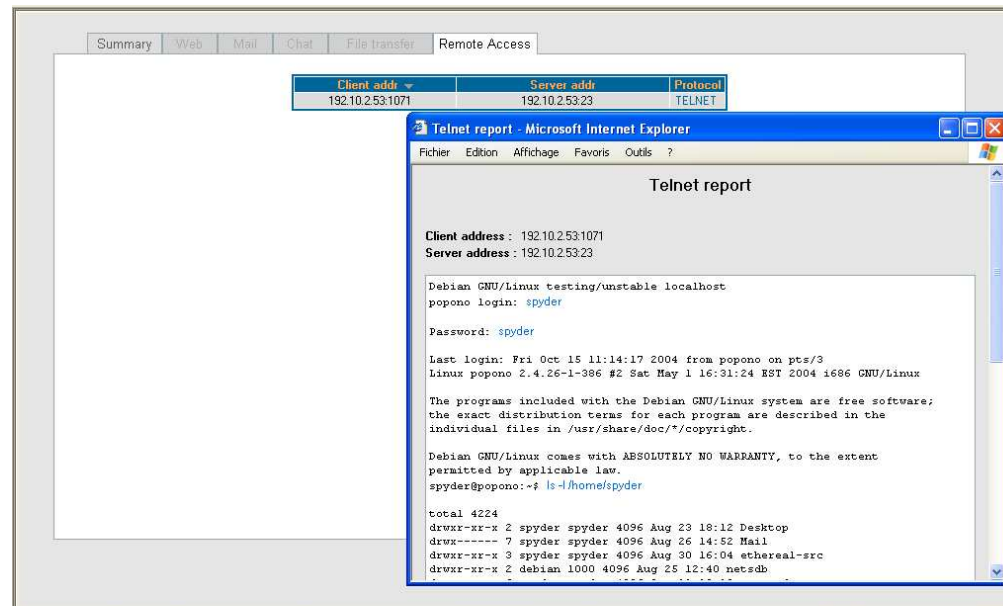 Summary Web Mail Chat File transfer Remote Access
Client addr Server addr Protocol
192.10.2.53:1071 192.10.2.53:23 TELNET
Telnet report - Microsoft Internet Explorer
Fichier Edition Affichage Favoris Outils ?
Telnet report
Client address : 192.10.2.53:1071
Server address : 192.10.2.53:23
Debian GNU/Linux testing/unstable localhost
popono login: spyder
Password: spyder
Last login: Fri Oct 15 11:14:17 2004 from popono on pts/3
Linux popono 2.4.26-1-386 #2 Sat May 1 16:31:24 EST 2004 i686 GNU/Linux
The programs included with the Debian GNU/Linux system are free software;
the exact distribution terms for each program are described in the
individual files in /usr/share/doc/*/copyright.
Debian GNU/Linux comes with ABSOLUTELY NO WARRANTY, to the extent
permitted by applicable law.
spyder@popono:~$ ls -l /home/spyder
total 4224
drwxr-xr-x 2 spyder spyder 4096 Aug 23 18:12 Desktop
drwx------ 7 spyder spyder 4096 Aug 26 14:52 Mail
drwxr-xr-x 3 spyder spyder 4096 Aug 30 16:04 ethereal-src
drwxr-xr-x 2 debian 1000 4096 Aug 25 12:40 netsdb